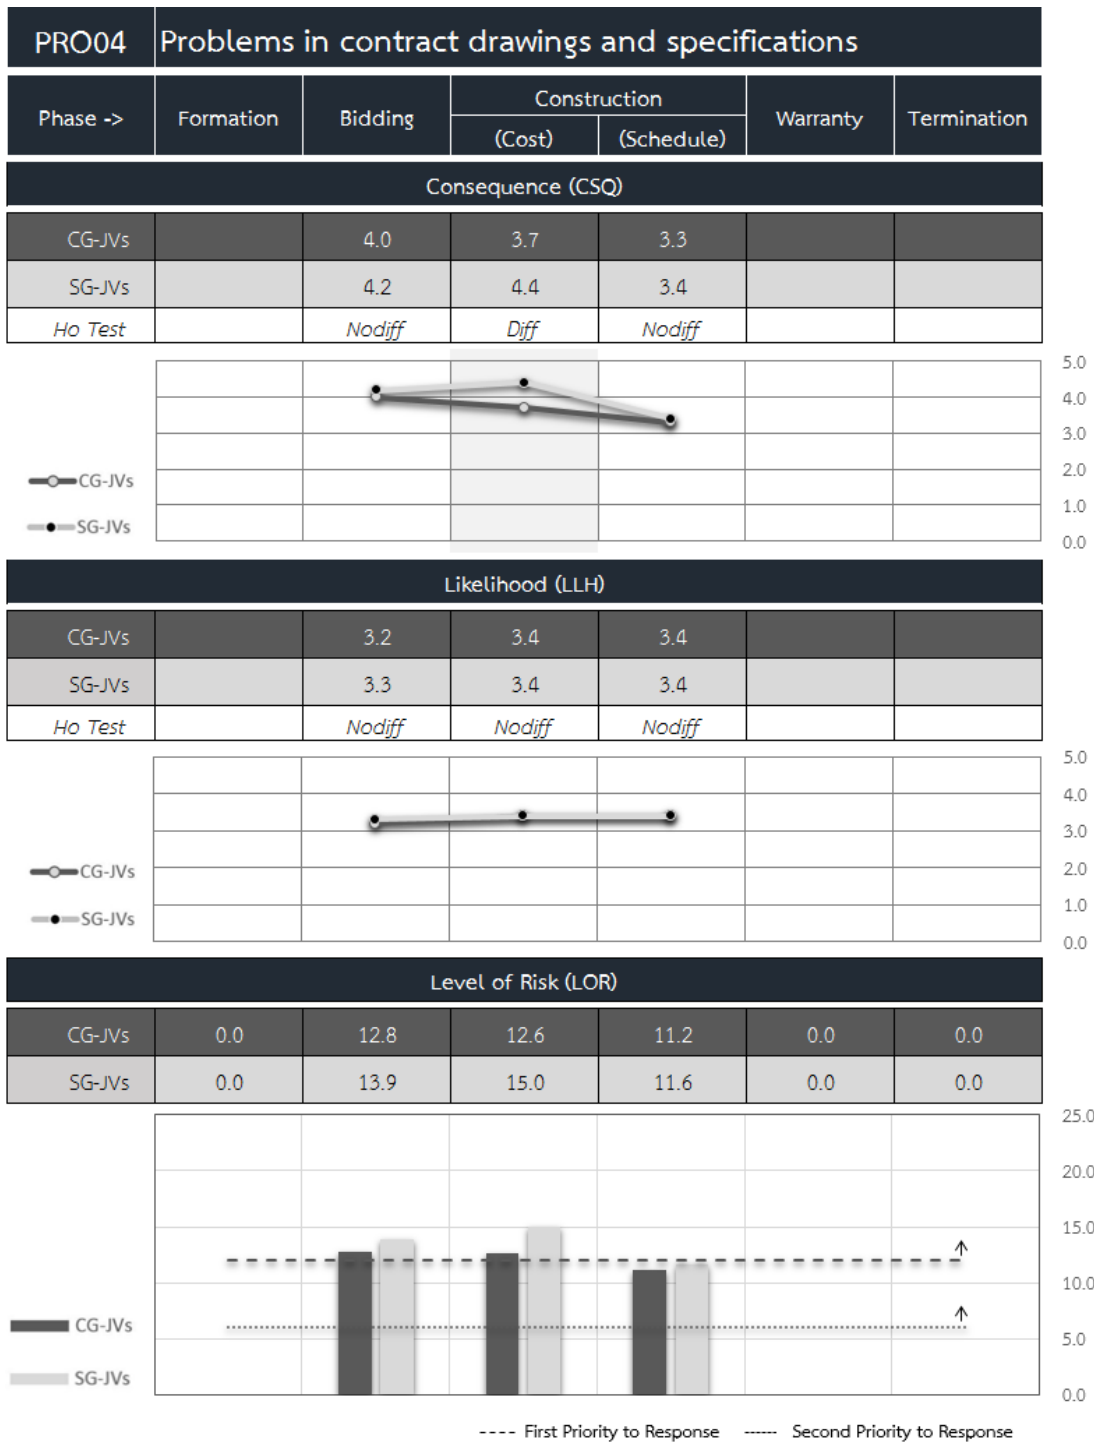 PRO04 Problems in contract drawings and specifications
Phase -> Formation Bidding Construction Warranty Termination
(Cost) (Schedule)
Consequence (CSQ)
CG-JVs 4.0 3.7 3.3
SG-JVs 4.2 4.4 3.4
Ho Test Nodiff Diff Nodiff
5.0
4.0
3.0
2.0
CG-JVs
1.0
SG-JVs
0.0
Likelihood (LLH)
CG-JVs 3.2 3.4 3.4
SG-JVs 3.3 3.4 3.4
Ho Test Nodiff Nodiff Nodiff
5.0
4.0
3.0
2.0
CG-JVs
1.0
SG-JVs
0.0
Level of Risk (LOR)
CG-JVs 0.0 12.8 12.6 11.2 0.0 0.0
SG-JVs 0.0 13.9 15.0 11.6 0.0 0.0
25.0
20.0
15.0
10.0
CG-JVs
5.0
SG-JVs
0.0
---- First Priority to Response ------ Second Priority to Response